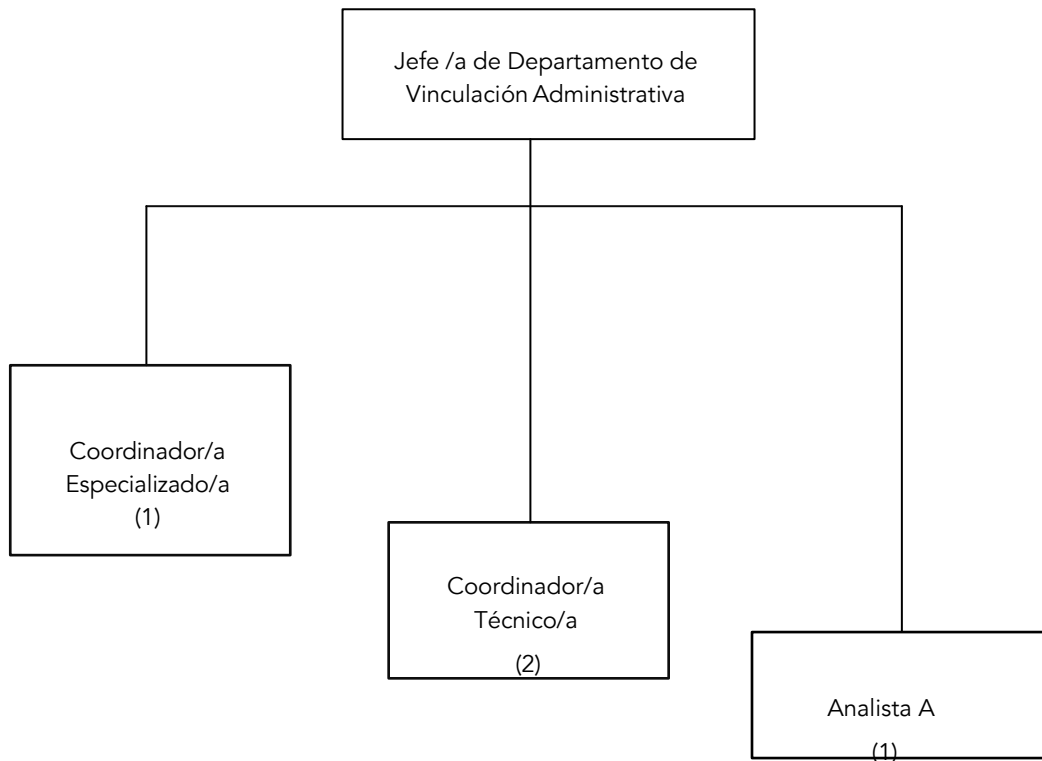 Jefe /a de Departamento de
Vinculación Administrativa
Coordinador/a
Especializado/a
(1)
Coordinador/a
Técnico/a
(2)
Analista A
(1)